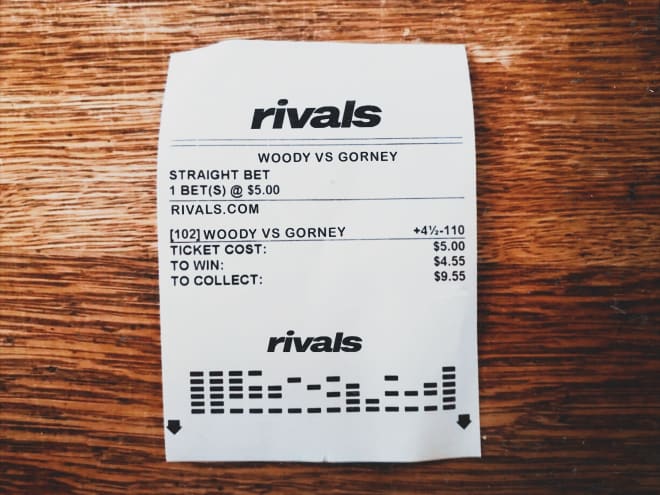 rivals
WOODY VS GORNEY
STRAIGHT BET
1 BET(S) @ $5.00
RIVALS.COM
[102] WOODY VS GORNEY +4½-110
TICKET COST: $5.00
TO WIN: $4.55
TO COLLECT: $9.55
rivals